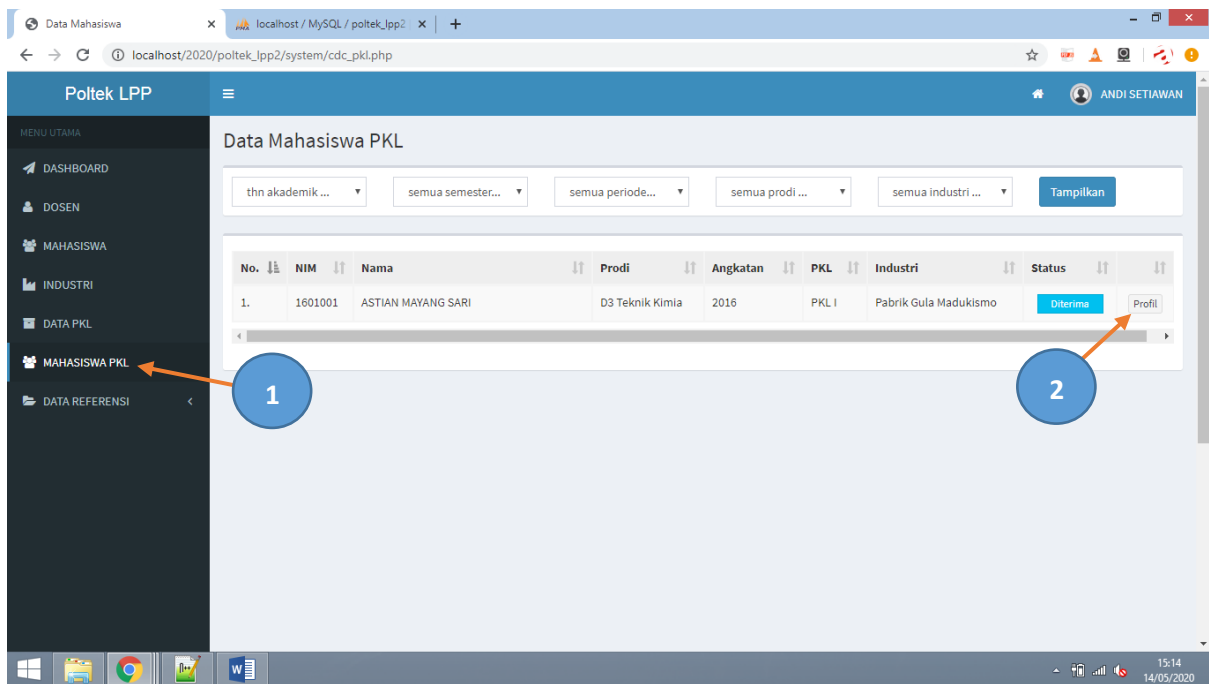 Data Mahasiswa
localhost / MySQL / poltek_lpp2
localhost/2020/poltek_lpp2/system/cdc_pkl.php
Poltek LPP
ANDI SETIAWAN
MENU UTAMA
DASHBOARD
DOSEN
MAHASISWA
INDUSTRI
DATA PKL
MAHASISWA PKL
DATA REFERENSI
Data Mahasiswa PKL
thn akademik ... semua semester... semua periode... semua prodi ... semua industri ... Tampilkan
No. NIM Nama Prodi Angkatan PKL Industri Status
1. 1601001 ASTIAN MAYANG SARI D3 Teknik Kimia 2016 PKL I Pabrik Gula Madukismo Diterima Profil
1
2
15:14
14/05/2020